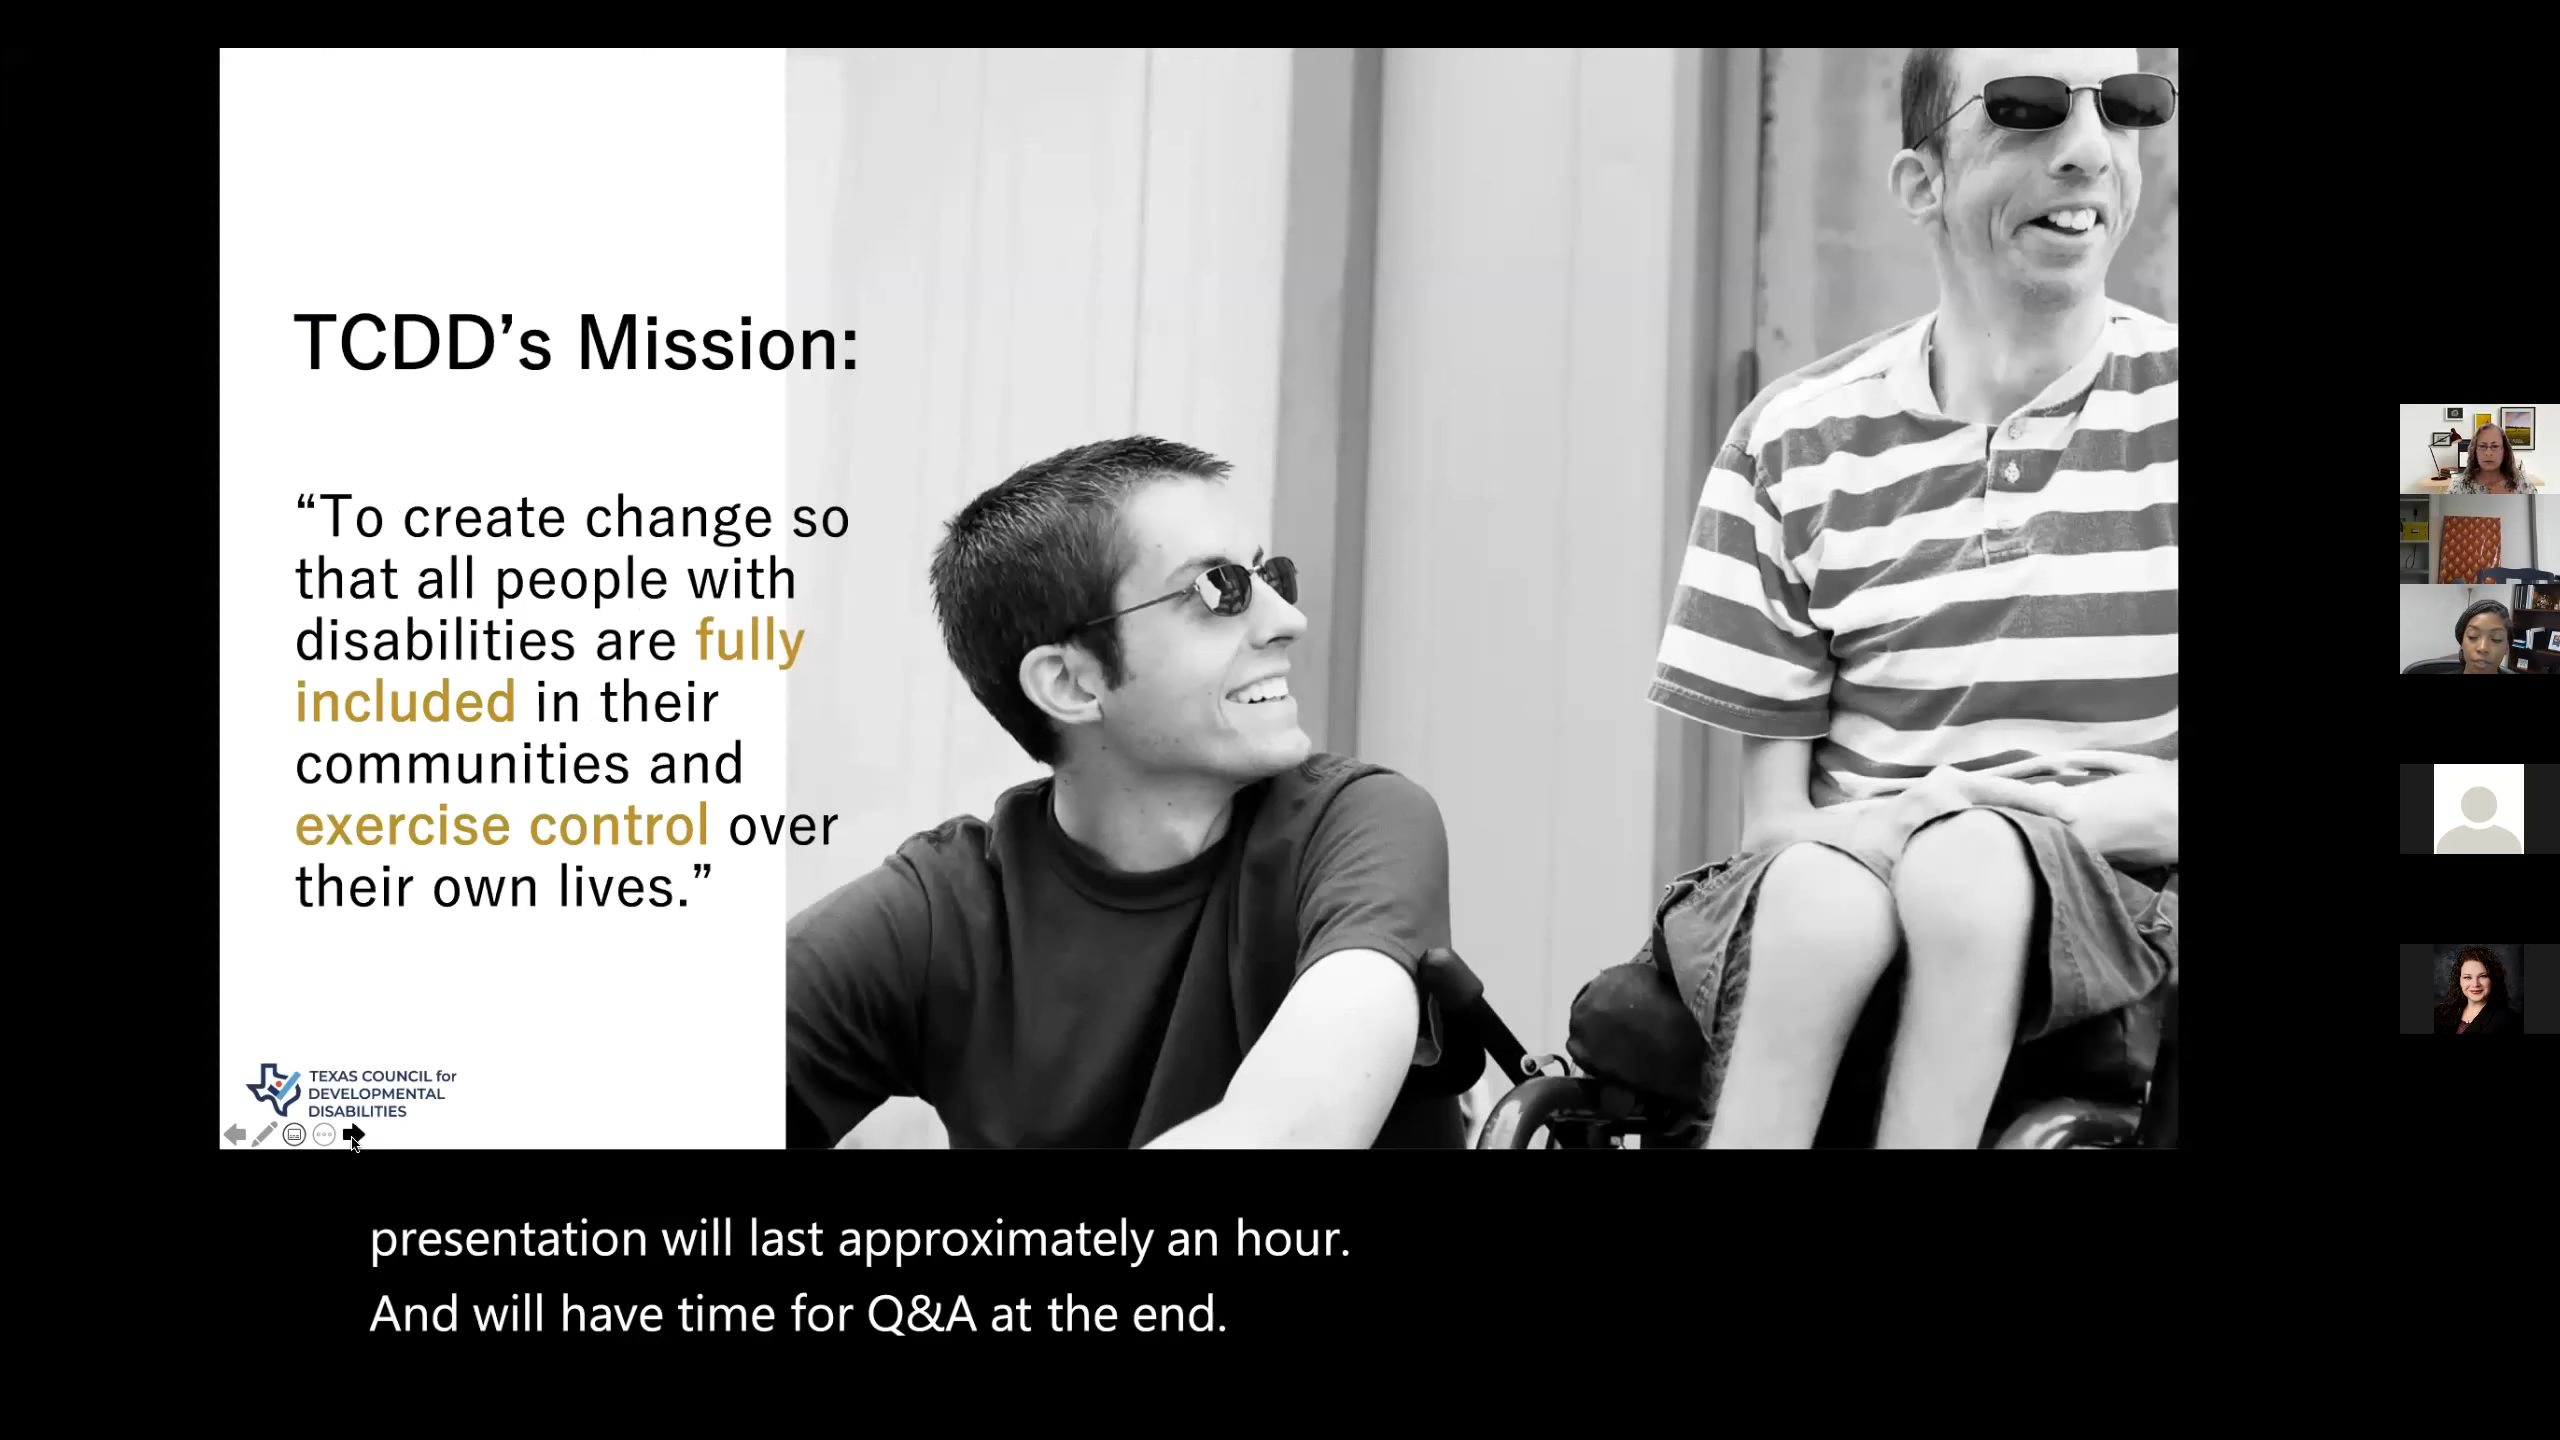 TCDD’s Mission:
“To create change so
that all people with
disabilities are fully
included in their
communities and
exercise control over
their own lives.”
TEXAS COUNCIL for
DEVELOPMENTAL
DISABILITIES
presentation will last approximately an hour.
And will have time for Q&A at the end.